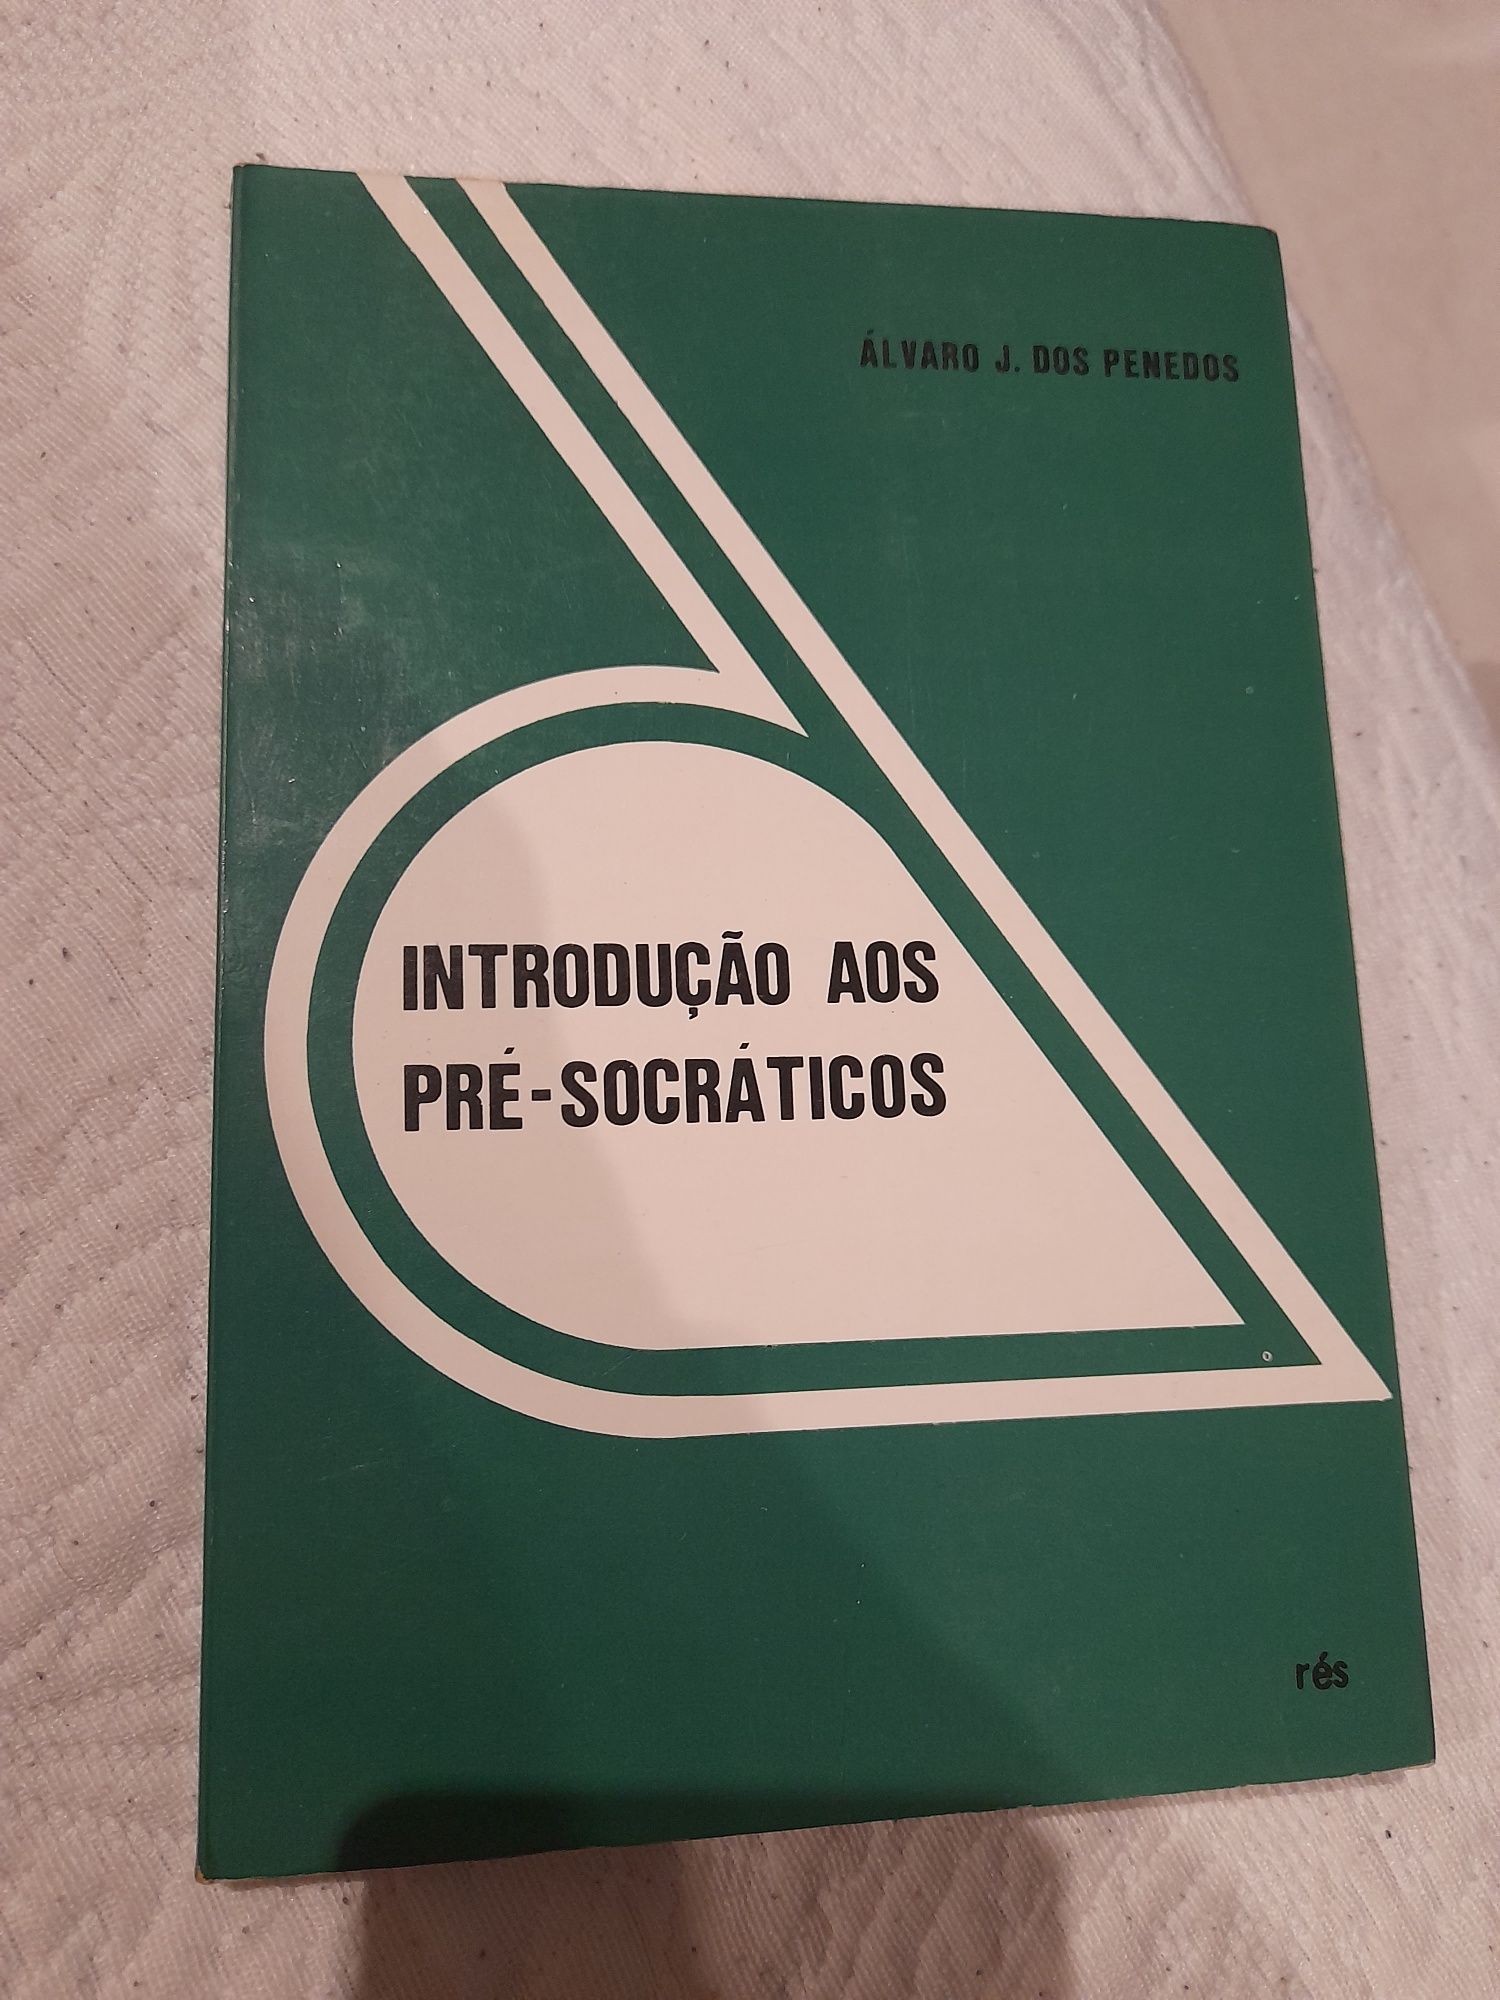 ÁLVARO J. DOS PENEDOS
INTRODUÇÃO AOS
PRÉ-SOCRÁTICOS
rés